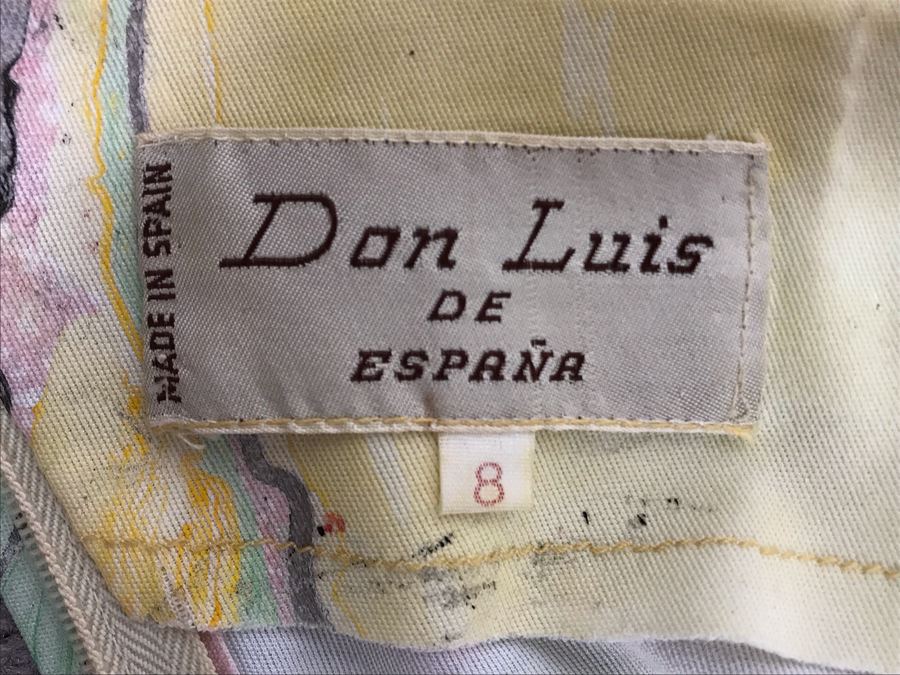 MADE IN SPAIN
Don Luis
DE
ESPAÑA
8